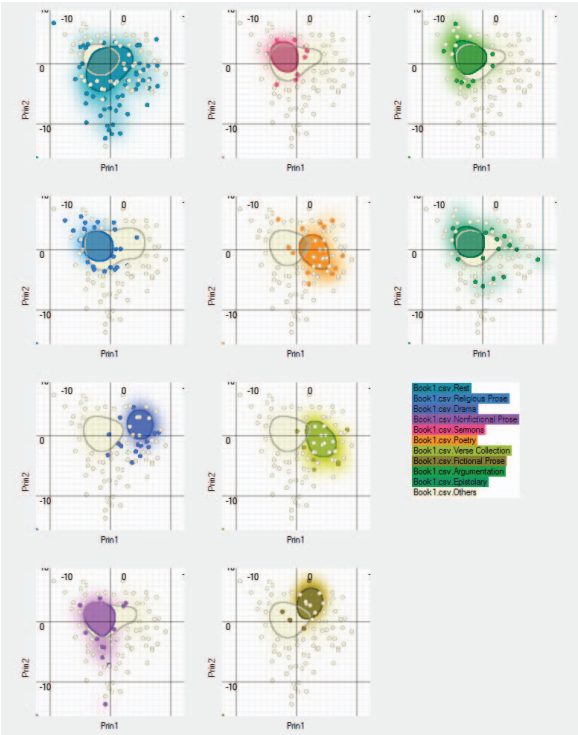 -10 0
0
-10
Prin2
Prin1
-10 0
0
-10
Prin2
Prin1
-10 0
0
-10
Prin2
Prin1
-10 0
0
-10
Prin2
Prin1
-10 0
0
-10
Prin2
Prin1
-10 0
0
-10
Prin2
Prin1
-10 0
0
-10
Prin2
Prin1
-10 0
0
-10
Prin2
Prin1
Book1.csv.Rest
Book1.csv.Religious Prose
Book1.csv.Drama
Book1.csv.Nonfictional Prose
Book1.csv.Sermons
Book1.csv.Poetry
Book1.csv.Verse Collection
Book1.csv.Fictional Prose
Book1.csv.Argumentation
Book1.csv.Epistolary
Book1.csv.Others
-10 0
0
-10
Prin2
Prin1
-10 0
0
-10
Prin2
Prin1